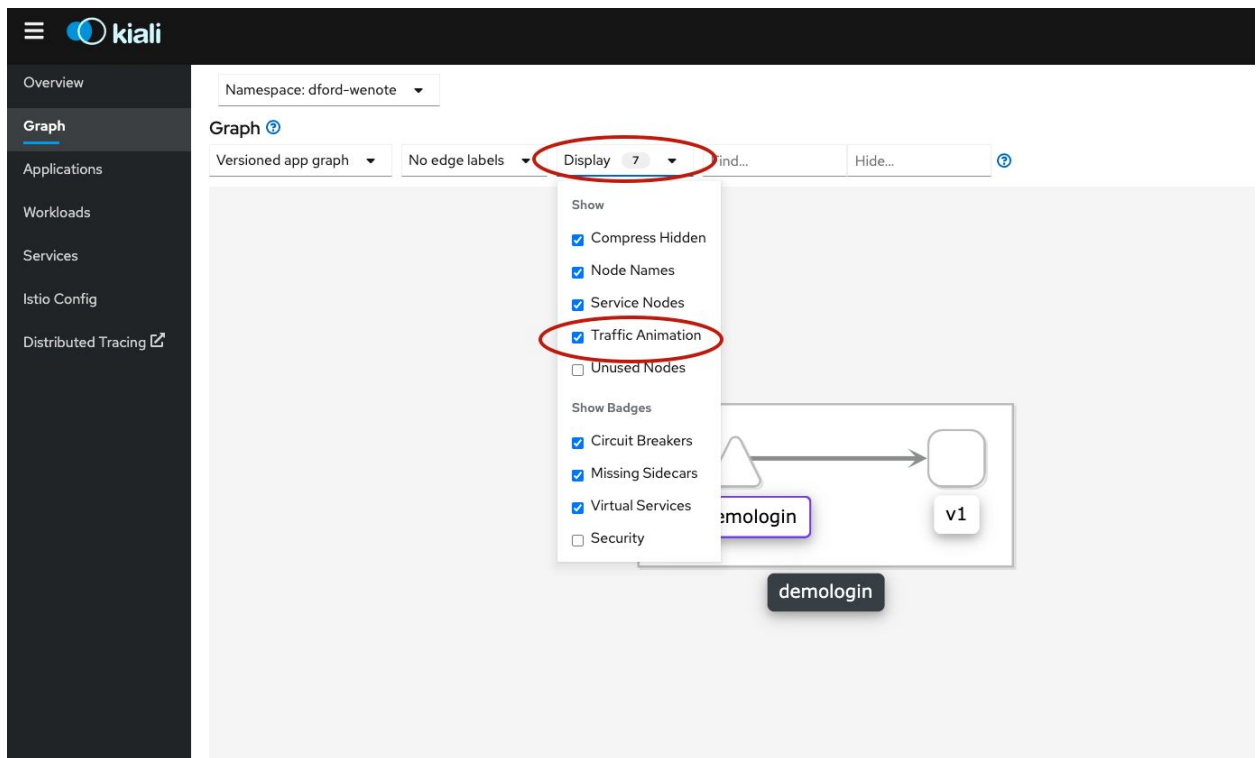 kiali
Overview
Namespace: dford-wenote
Graph
Graph
Versioned app graph
No edge labels
Display 7
Find...
Hide...
Applications
Workloads
Services
Istio Config
Distributed Tracing
Show
Compress Hidden
Node Names
Service Nodes
Traffic Animation
Unused Nodes
Show Badges
Circuit Breakers
Missing Sidecars
Virtual Services
Security
emologin
v1
demologin